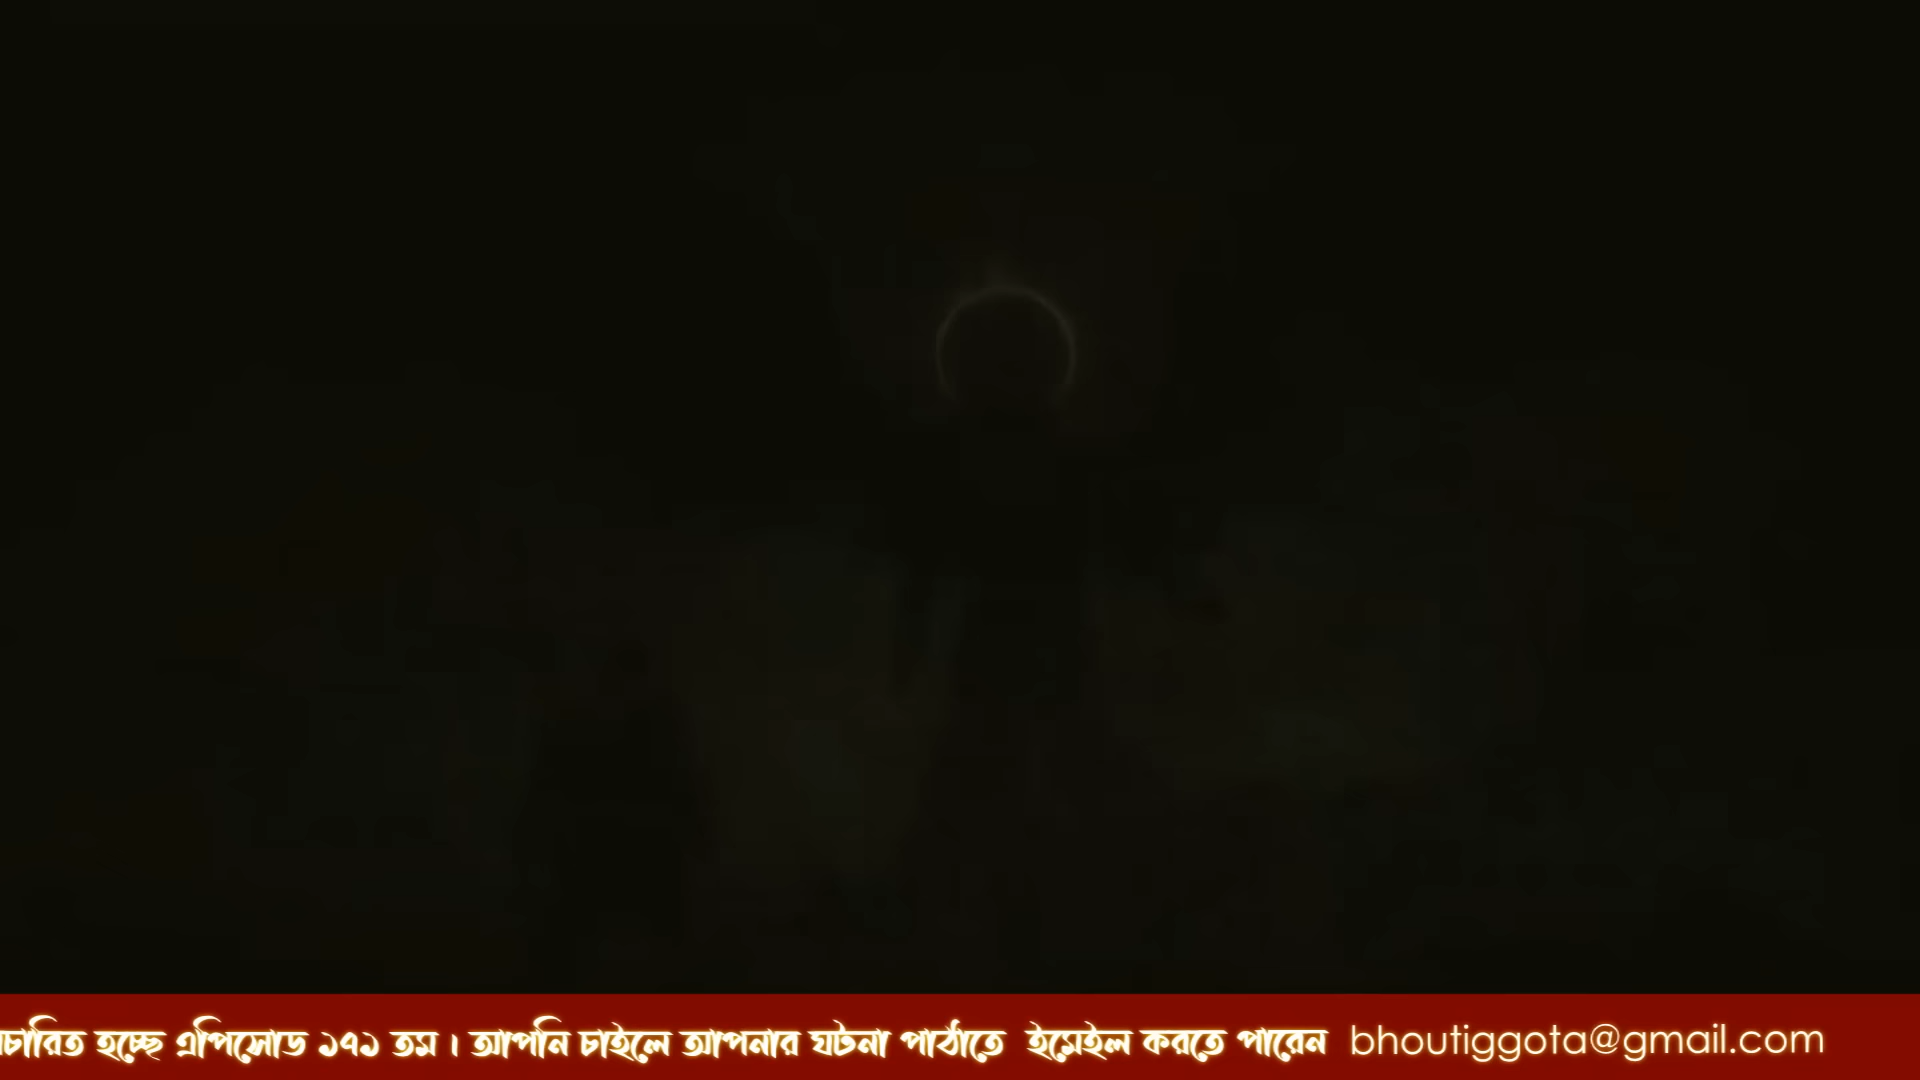 চারিত হচ্ছে এপিসোড ১৭১ তম । আপনি চাইলে আপনার ঘটনা পাঠাতে ইমেইল করতে পারেন bhoutiggota@gmail.com